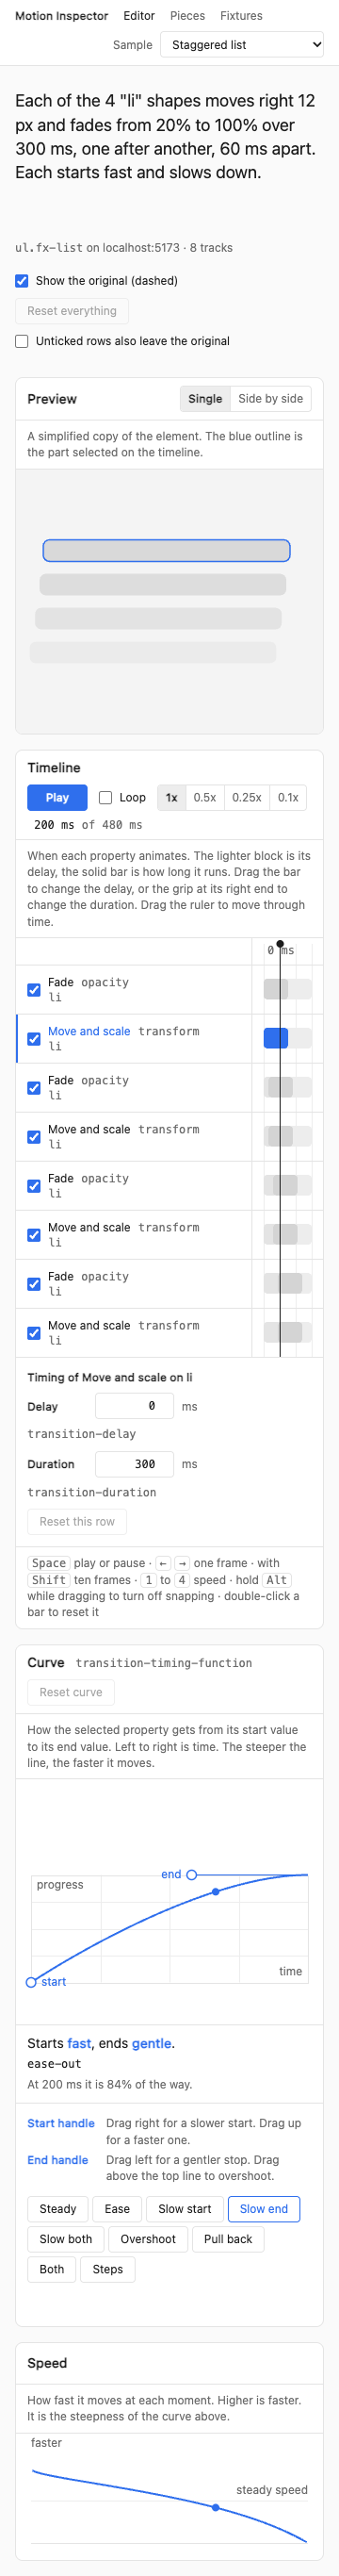 Motion Inspector Editor Pieces Fixtures
Sample Staggered list
Each of the 4 "li" shapes moves right 12
px and fades from 20% to 100% over
300 ms, one after another, 60 ms apart.
Each starts fast and slows down.
ul.fx-list on localhost:5173 · 8 tracks
Show the original (dashed)
Reset everything
Unticked rows also leave the original
Preview Single Side by side
A simplified copy of the element. The blue outline is
the part selected on the timeline.
Timeline
Play Loop 1x 0.5x 0.25x 0.1x
200 ms of 480 ms
When each property animates. The lighter block is its
delay, the solid bar is how long it runs. Drag the bar
to change the delay, or the grip at its right end to
change the duration. Drag the ruler to move through
time.
0 ms
Fade opacity
li
Move and scale transform
li
Fade opacity
li
Move and scale transform
li
Fade opacity
li
Move and scale transform
li
Fade opacity
li
Move and scale transform
li
Timing of Move and scale on li
Delay 0 ms
transition-delay
Duration 300 ms
transition-duration
Reset this row
Space play or pause · ← → one frame · with
Shift ten frames · 1 to 4 speed · hold Alt
while dragging to turn off snapping · double-click a
bar to reset it
Curve transition-timing-function
Reset curve
How the selected property gets from its start value
to its end value. Left to right is time. The steeper the
line, the faster it moves.
end
progress
time
start
Starts fast, ends gentle.
ease-out
At 200 ms it is 84% of the way.
Start handle Drag right for a slower start. Drag up
for a faster one.
End handle Drag left for a gentler stop. Drag
above the top line to overshoot.
Steady Ease Slow start Slow end
Slow both Overshoot Pull back
Both Steps
Speed
How fast it moves at each moment. Higher is faster.
It is the steepness of the curve above.
faster
steady speed